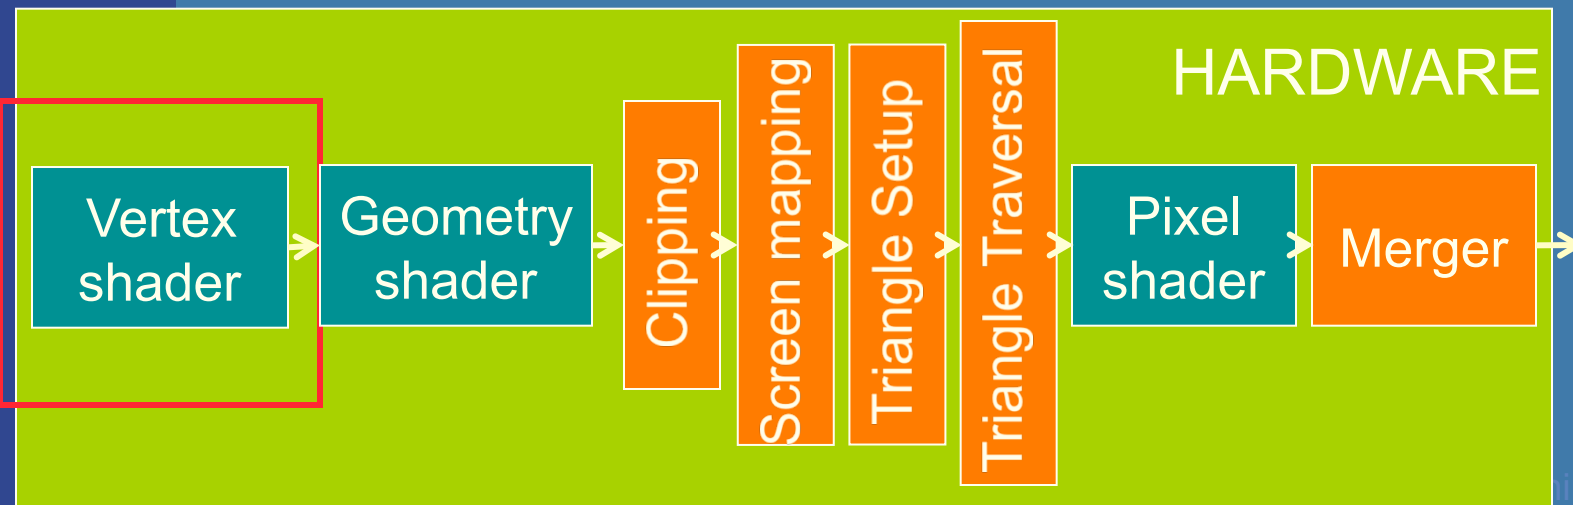 HARDWARE
Vertex
shader
Geometry
shader
Clipping
Screen mapping
Triangle Setup
Triangle Traversal
Pixel
shader
Merger